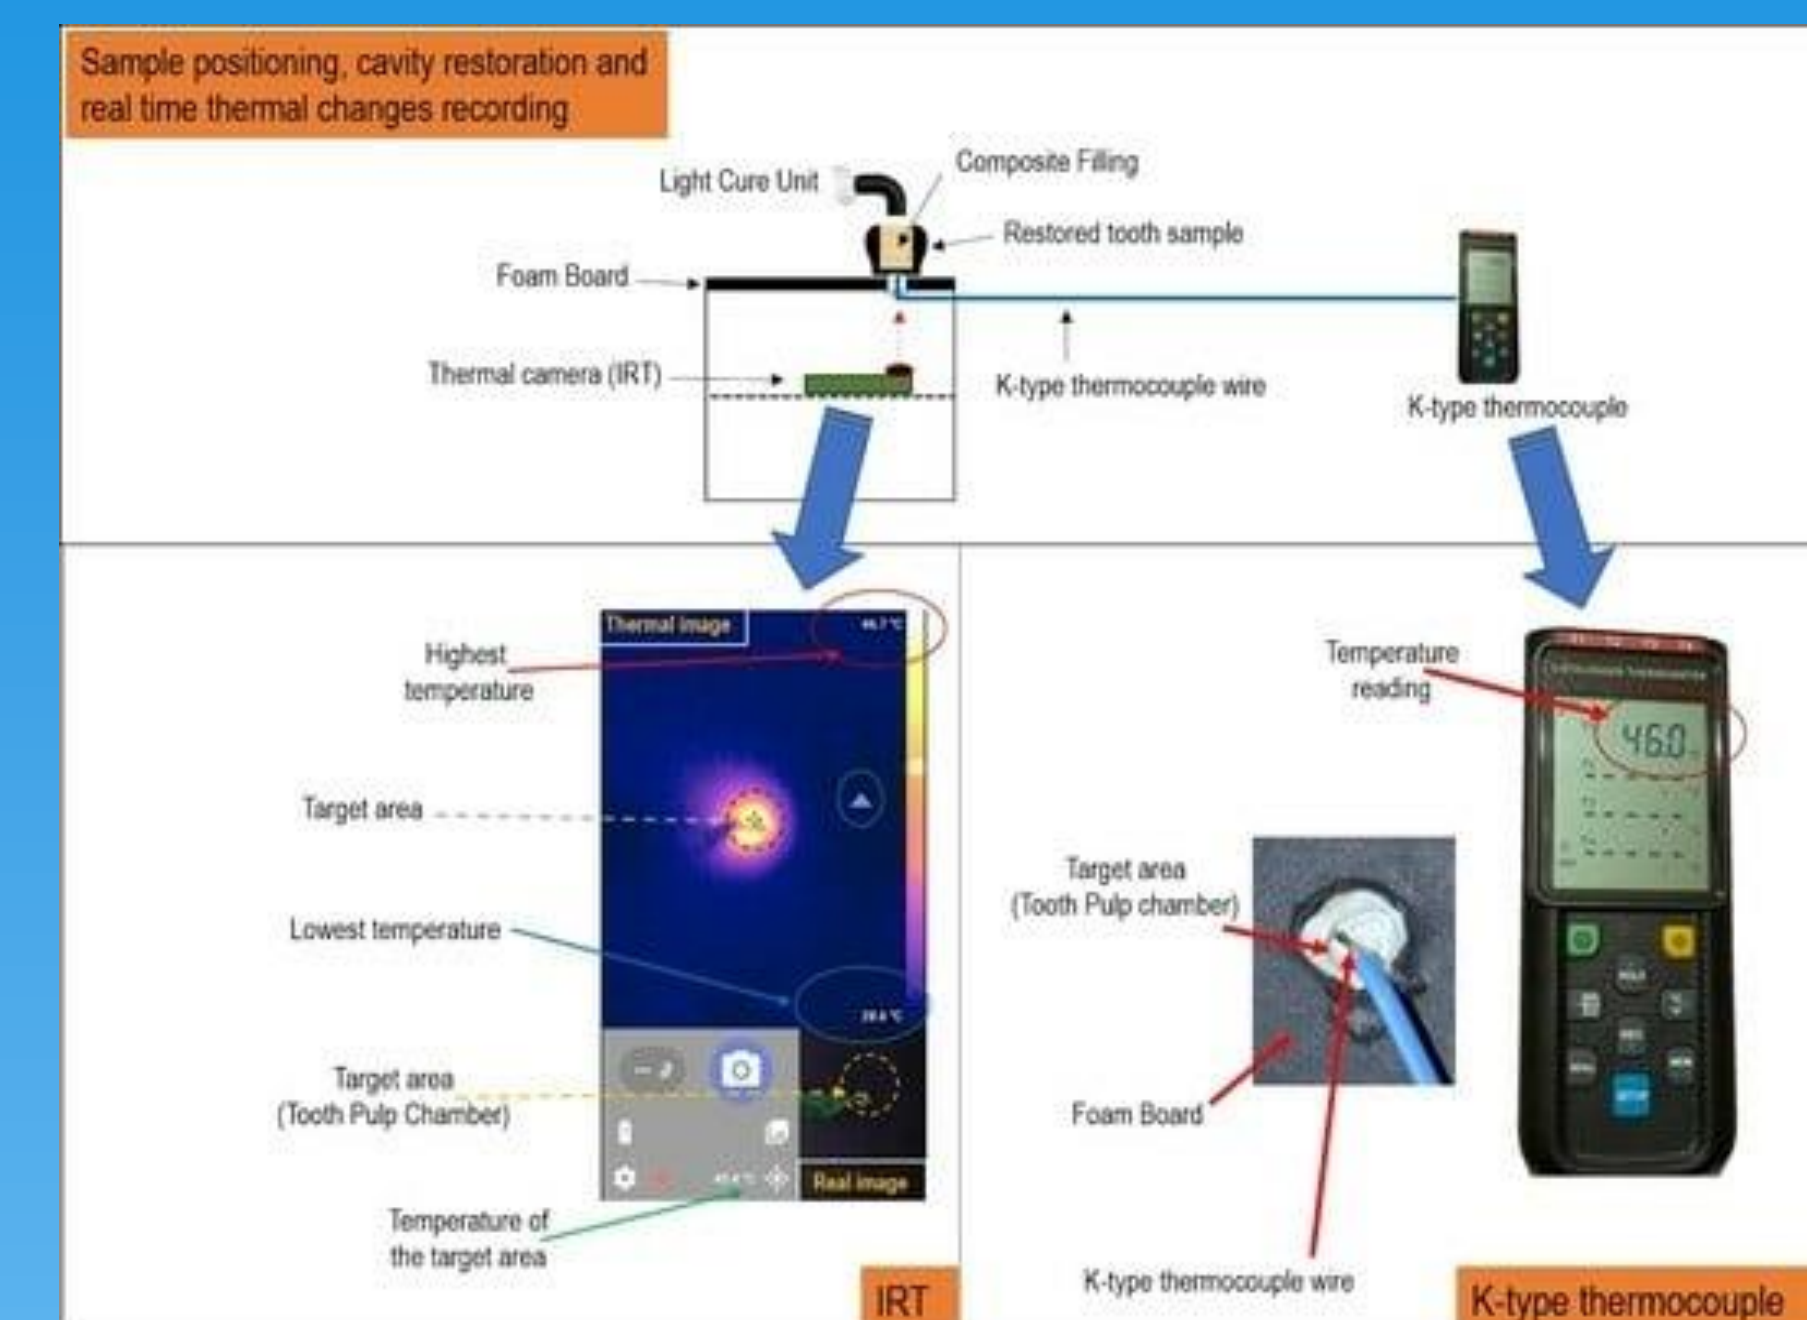 Sample positioning, cavity restoration and
real time thermal changes recording
Light Cure Unit
Composite Filling
Restored tooth sample
Foam Board
Thermal camera (IRT)
K-type thermocouple wire
K-type thermocouple
Thermal image
Highest
temperature
Target area
Lowest temperature
Target area
(Tooth Pulp Chamber)
Real image
Temperature of
the target area
IRT
Temperature
reading
46.0
Target area
(Tooth Pulp chamber)
Foam Board
K-type thermocouple wire
K-type thermocouple